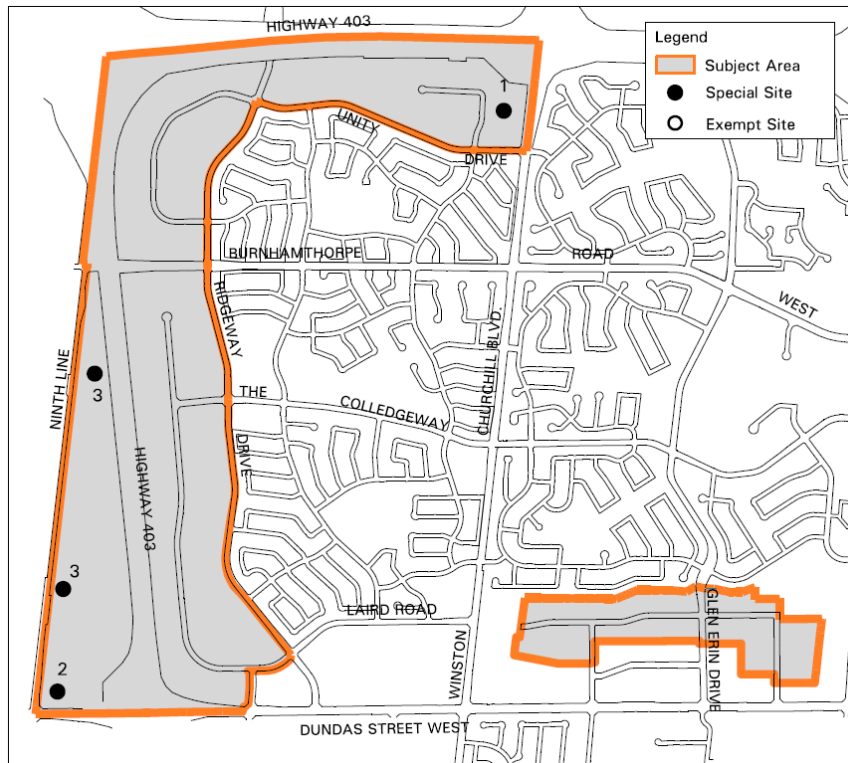 HIGHWAY 403
Legend
Subject Area
Special Site
Exempt Site
1
UNITY
DRIVE
BURNHAMTHORPE
ROAD
WEST
RIDGEWAY
CHURCHILL BLVD.
NINTH LINE
3
THE
COLLEDGEWAY
DRIVE
HIGHWAY 403
3
LAIRD ROAD
GLEN ERIN DRIVE
WINSTON
2
DUNDAS STREET WEST